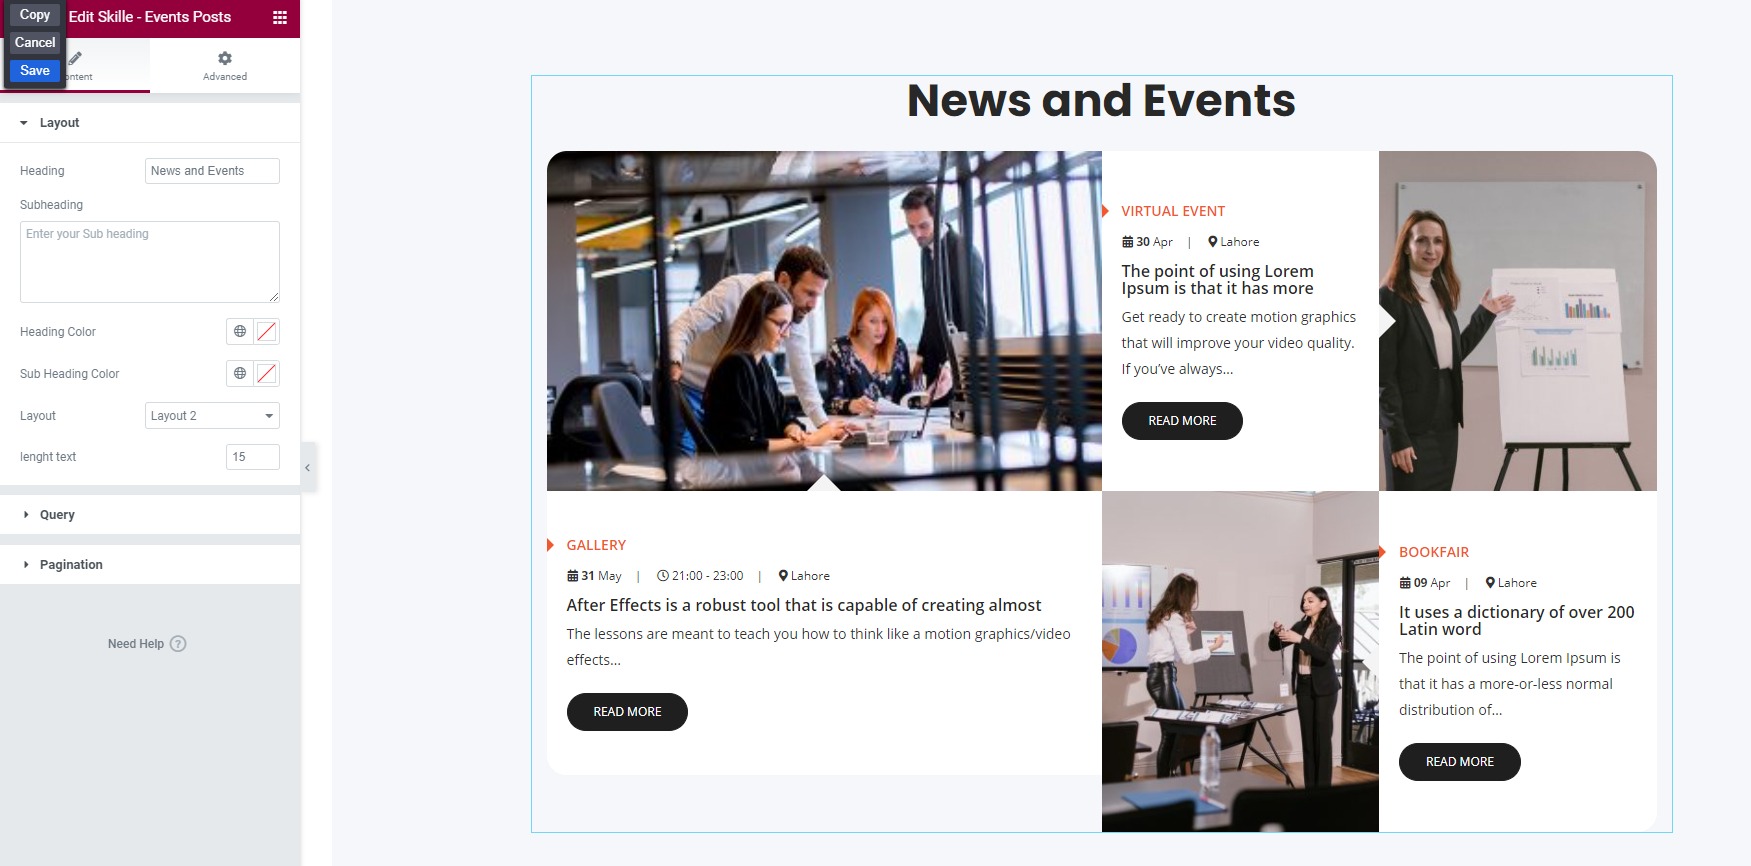 Copy
Edit Skille - Events Posts
Cancel
Save
ontent
Advanced
Layout
Heading
News and Events
Subheading
Enter your Sub heading
Heading Color
Sub Heading Color
Layout
Layout 2
lenght text
15
Query
Pagination
Need Help ?
News and Events
VIRTUAL EVENT
30 Apr | Lahore
The point of using Lorem
Ipsum is that it has more
Get ready to create motion graphics
that will improve your video quality.
If you’ve always...
READ MORE
GALLERY
31 May | 21:00 - 23:00 | Lahore
After Effects is a robust tool that is capable of creating almost
The lessons are meant to teach you how to think like a motion graphics/video
effects...
READ MORE
BOOKFAIR
09 Apr | Lahore
It uses a dictionary of over 200
Latin word
The point of using Lorem Ipsum is
that it has a more-or-less normal
distribution of...
READ MORE